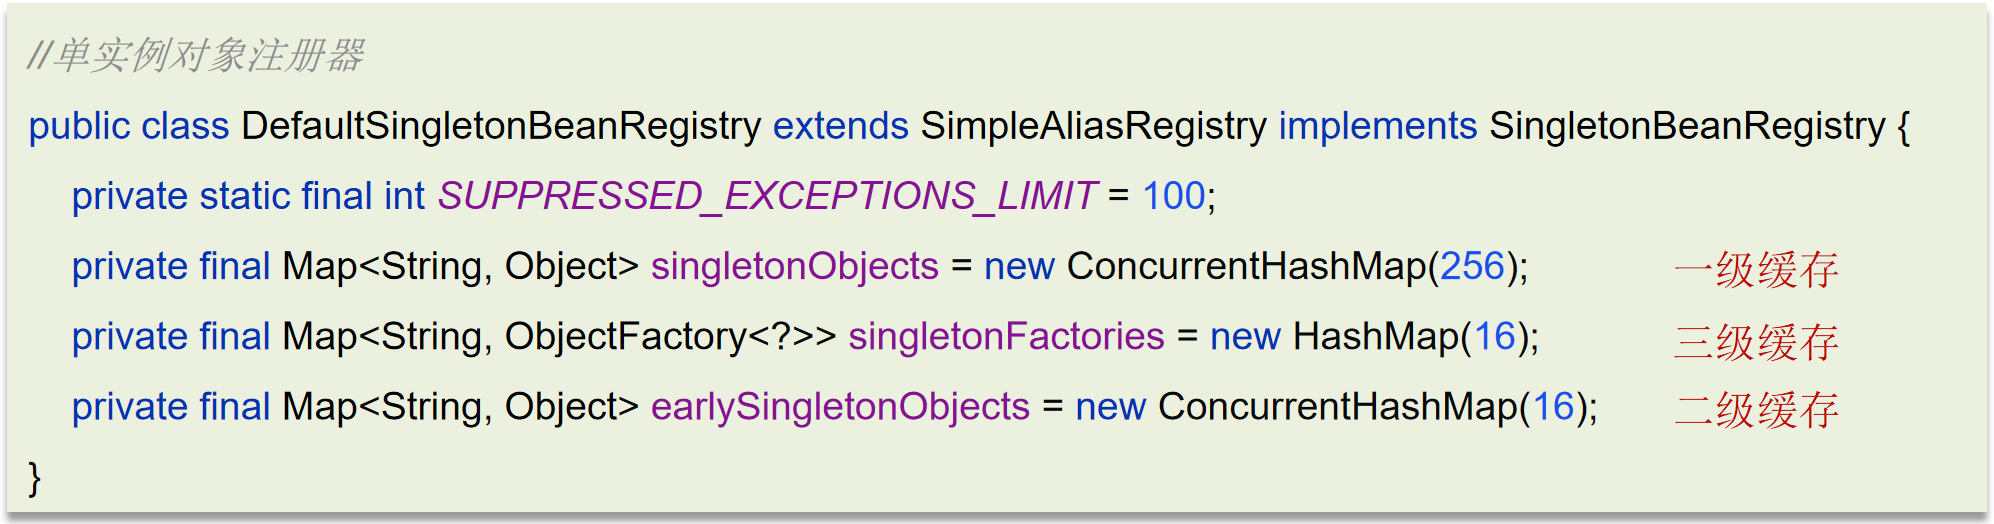 //单实例对象注册器
public class DefaultSingletonBeanRegistry extends SimpleAliasRegistry implements SingletonBeanRegistry {
private static final int SUPPRESSED_EXCEPTIONS_LIMIT = 100;
private final Map<String, Object> singletonObjects = new ConcurrentHashMap(256); 一级缓存
private final Map<String, ObjectFactory<?>> singletonFactories = new HashMap(16); 三级缓存
private final Map<String, Object> earlySingletonObjects = new ConcurrentHashMap(16); 二级缓存
}